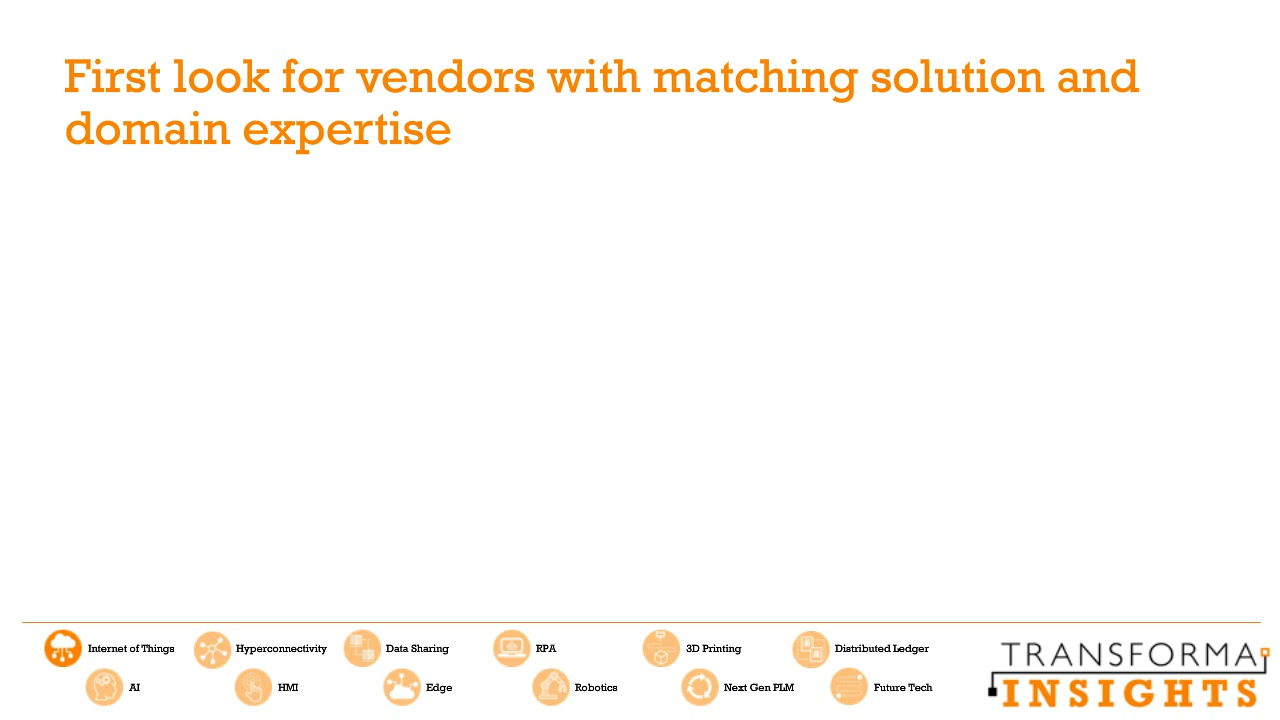 First look for vendors with matching solution and
domain expertise
Internet of Things
Hyperconnectivity
Data Sharing
RPA
3D Printing
Distributed Ledger
AI
HMI
Edge
Robotics
Next Gen PLM
Future Tech
TRANSFORMA
INSIGHTS